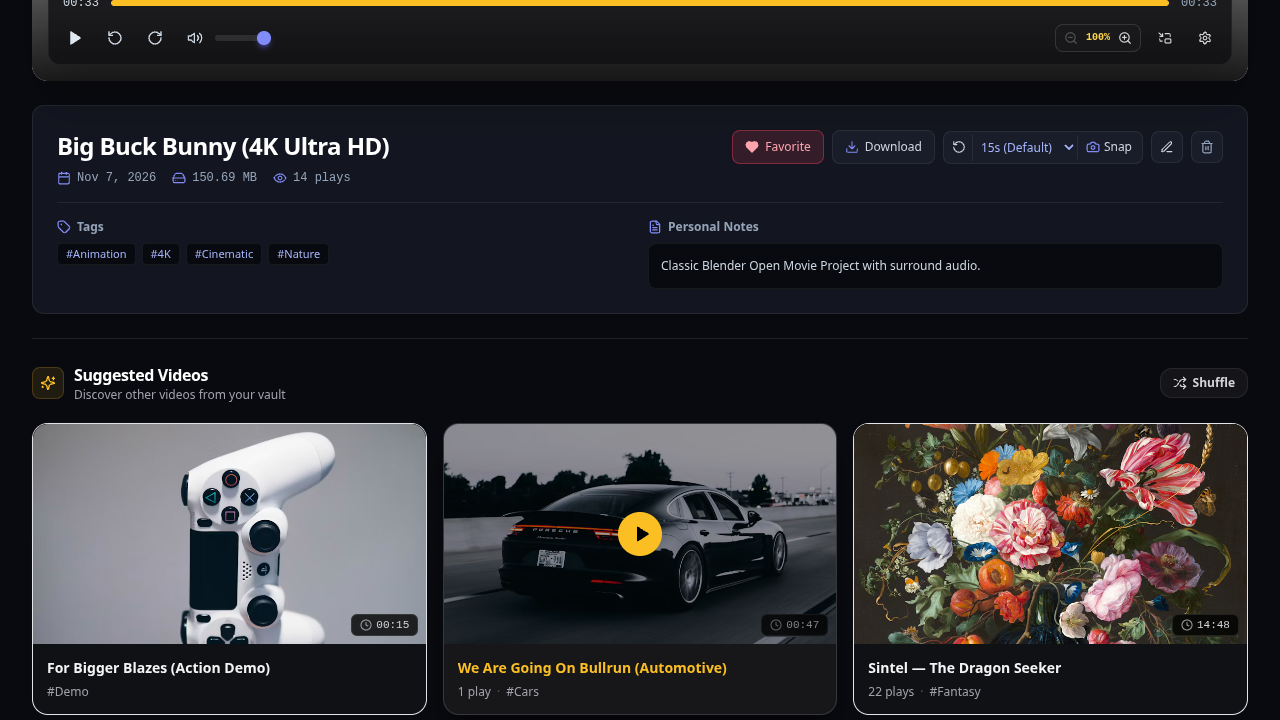 00:33 00:33
100%
Big Buck Bunny (4K Ultra HD)
Favorite Download 15s (Default) Snap
Nov 7, 2026 150.69 MB 14 plays
Tags Personal Notes
#Animation #4K #Cinematic #Nature
Classic Blender Open Movie Project with surround audio.
Suggested Videos
Discover other videos from your vault
Shuffle
PORSCHE
00:15 00:47 14:48
For Bigger Blazes (Action Demo)
#Demo
We Are Going On Bullrun (Automotive)
1 play · #Cars
Sintel — The Dragon Seeker
22 plays · #Fantasy